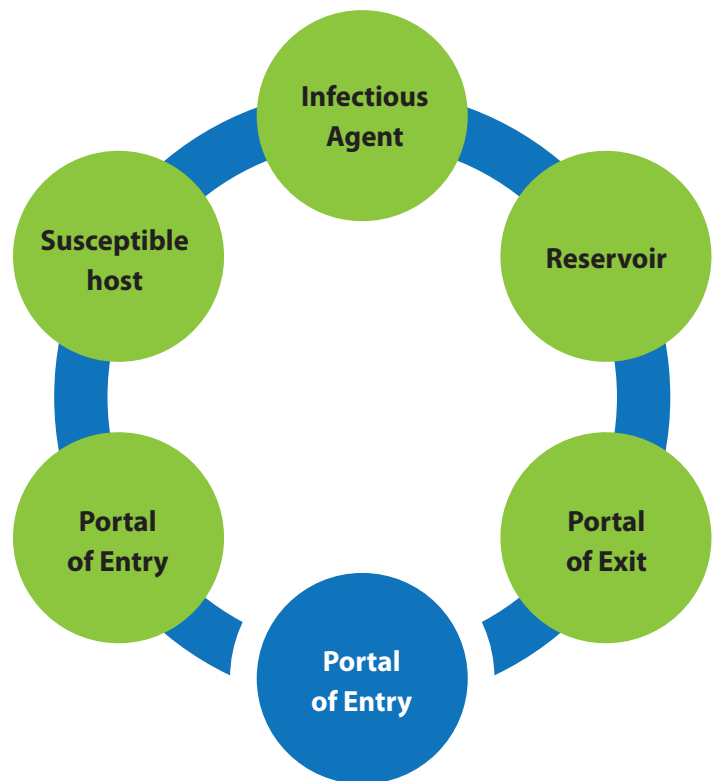 Infectious
Agent
Susceptible
host
Reservoir
Portal
of Entry
Portal
of Exit
Portal
of Entry